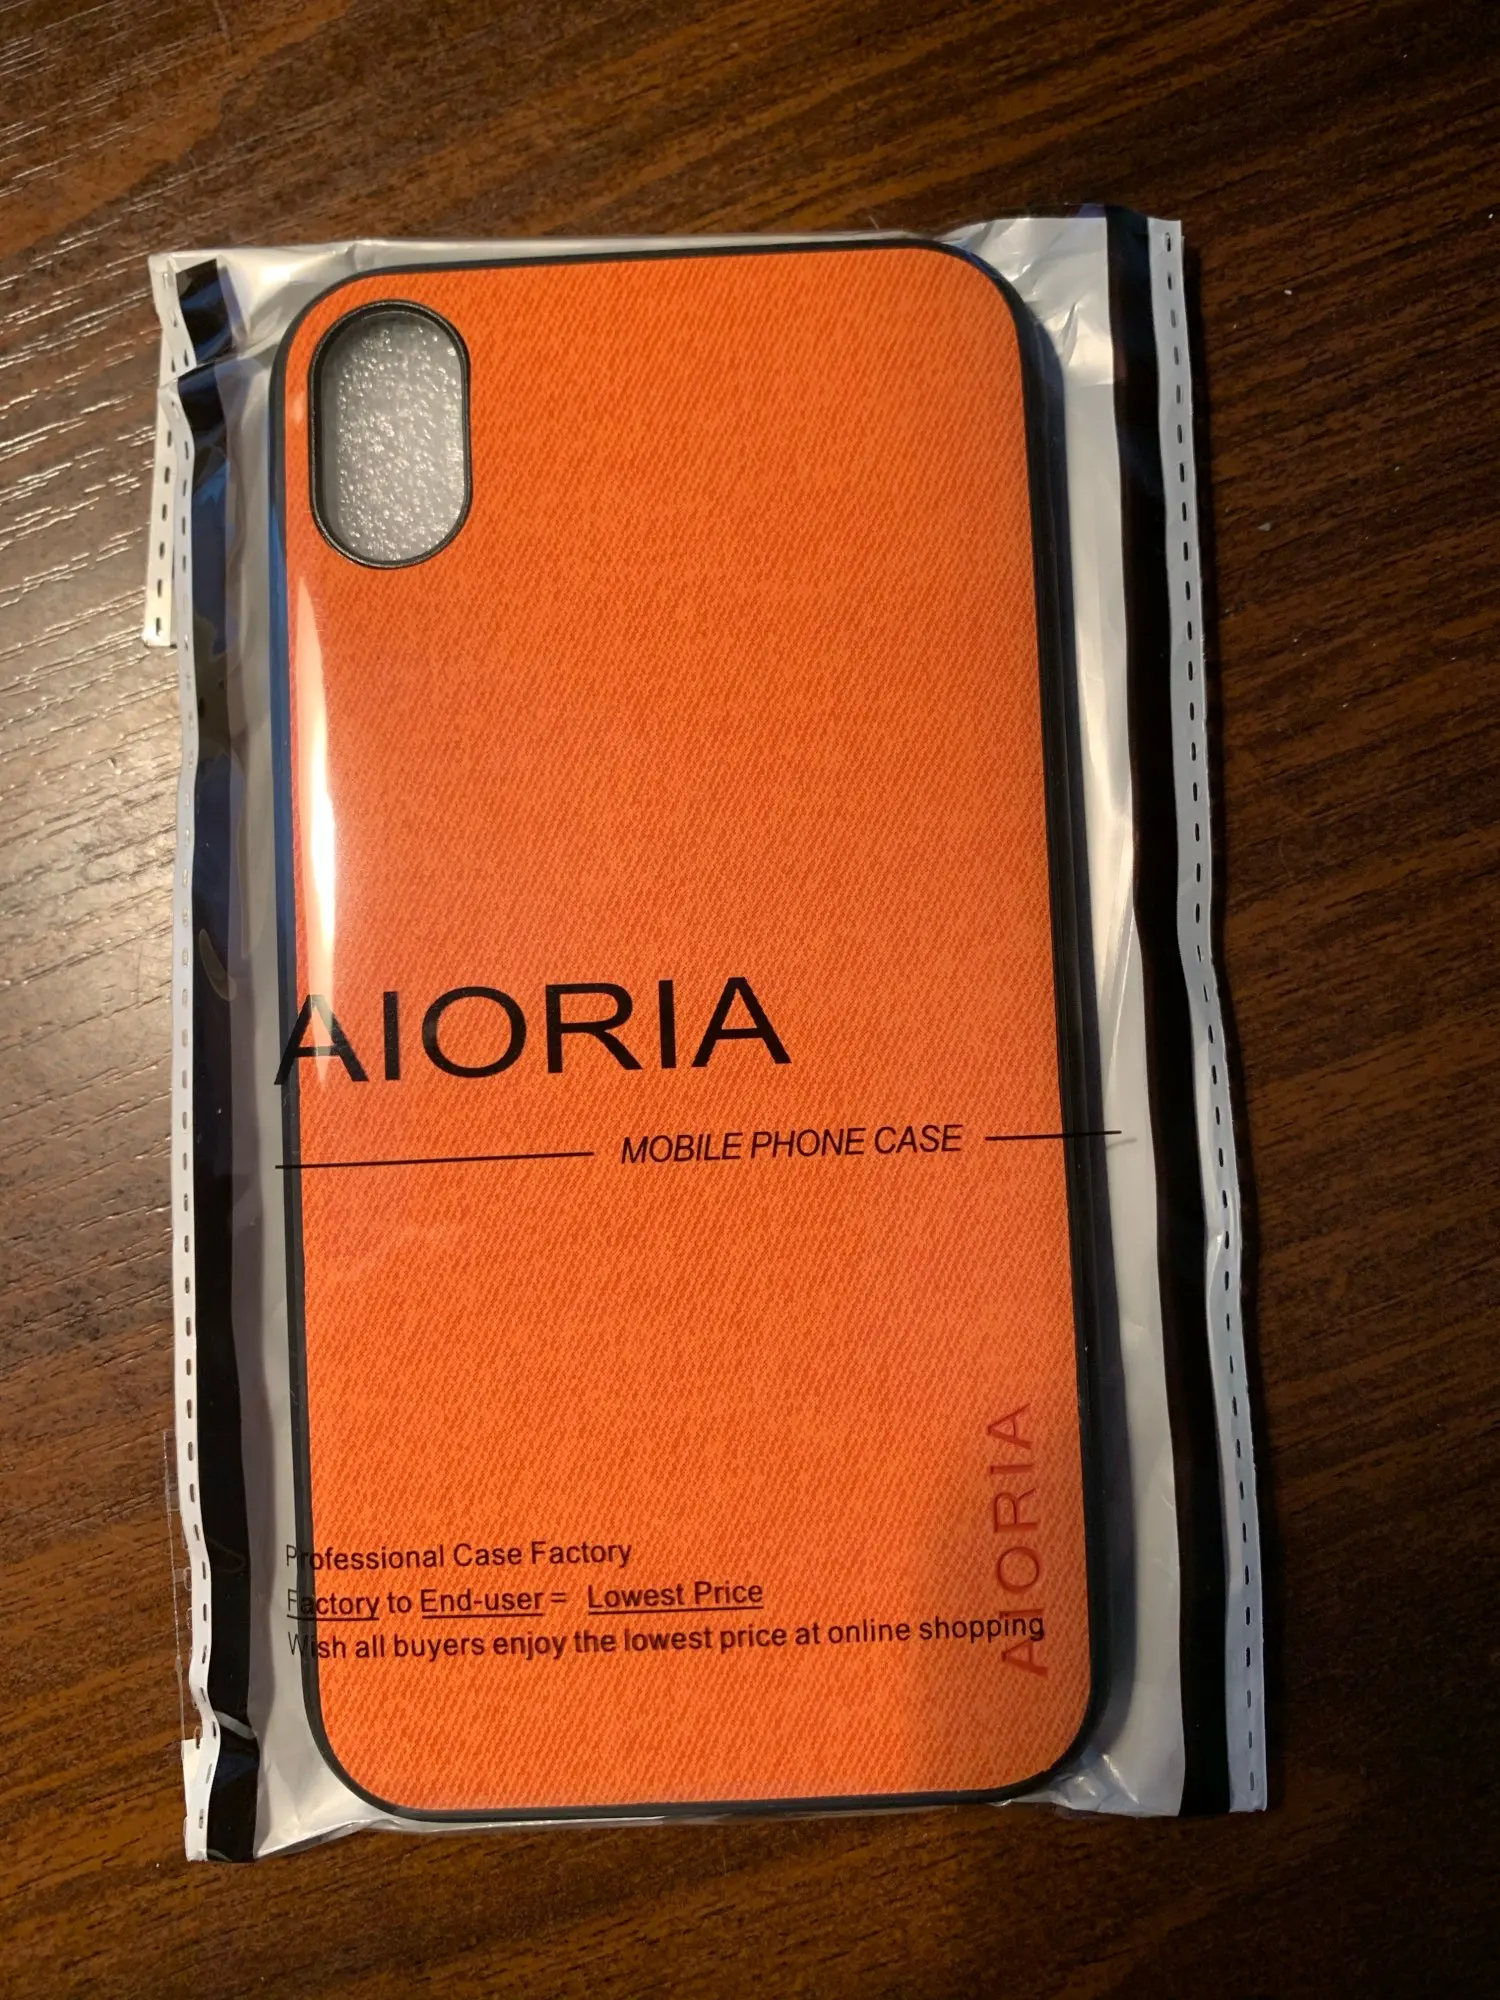 AIORIA
MOBILE PHONE CASE
AIORIA
Professional Case Factory
Factory to End-user = Lowest Price
Wish all buyers enjoy the lowest price at online shopping